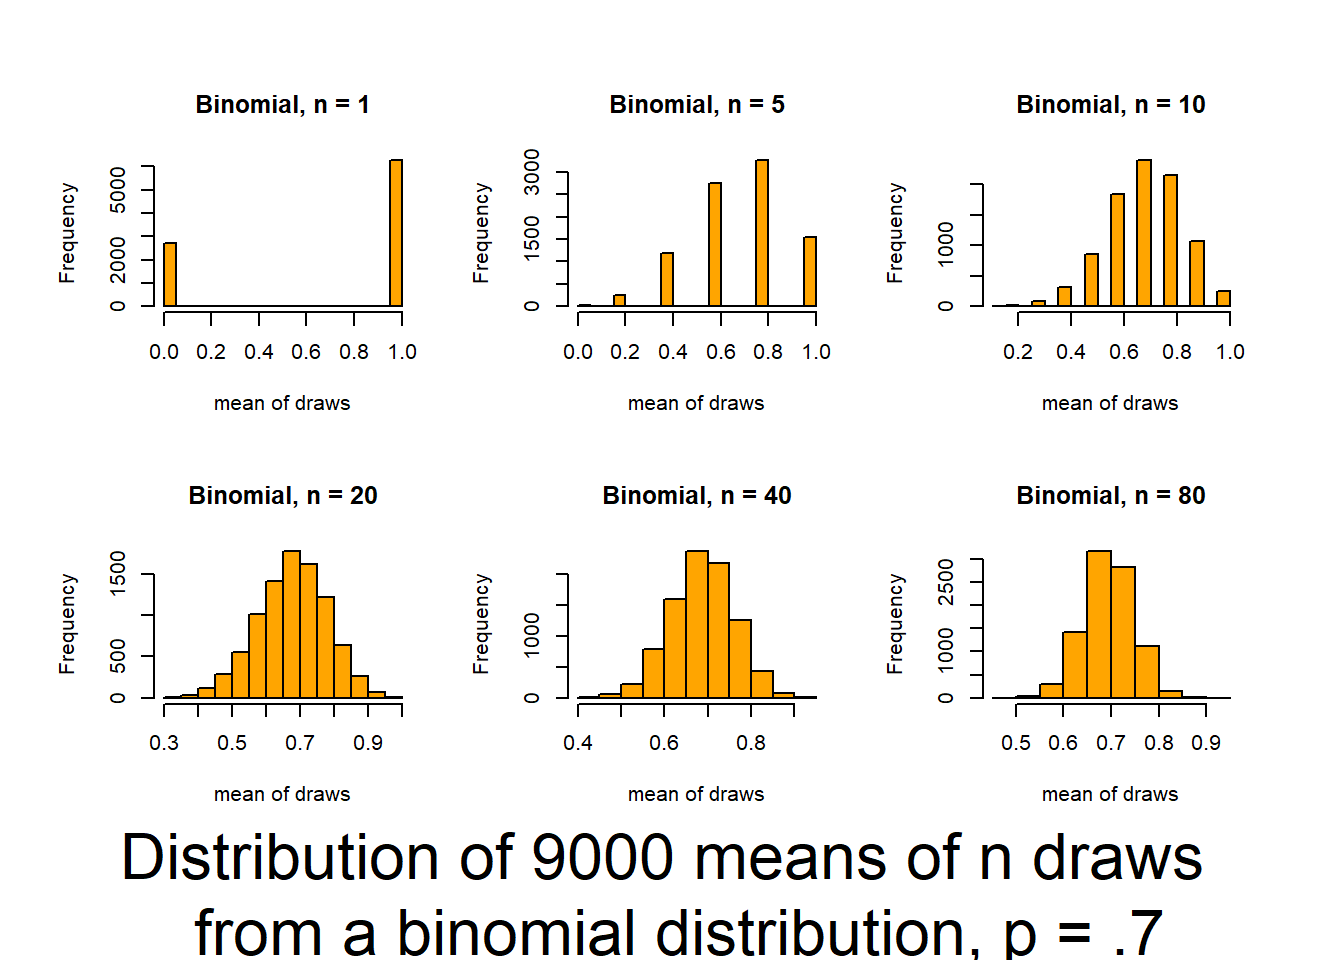 Binomial, n = 1
Frequency
0 2000 5000
0.0 0.2 0.4 0.6 0.8 1.0
mean of draws
Binomial, n = 5
Frequency
0 1500 3000
0.0 0.2 0.4 0.6 0.8 1.0
mean of draws
Binomial, n = 10
Frequency
0 1000
0.2 0.4 0.6 0.8 1.0
mean of draws
Binomial, n = 20
Frequency
0 500 1500
0.3 0.5 0.7 0.9
mean of draws
Binomial, n = 40
Frequency
0 1000
0.4 0.6 0.8
mean of draws
Binomial, n = 80
Frequency
0 1000 2500
0.5 0.6 0.7 0.8 0.9
mean of draws
Distribution of 9000 means of n draws
from a binomial distribution, p = .7